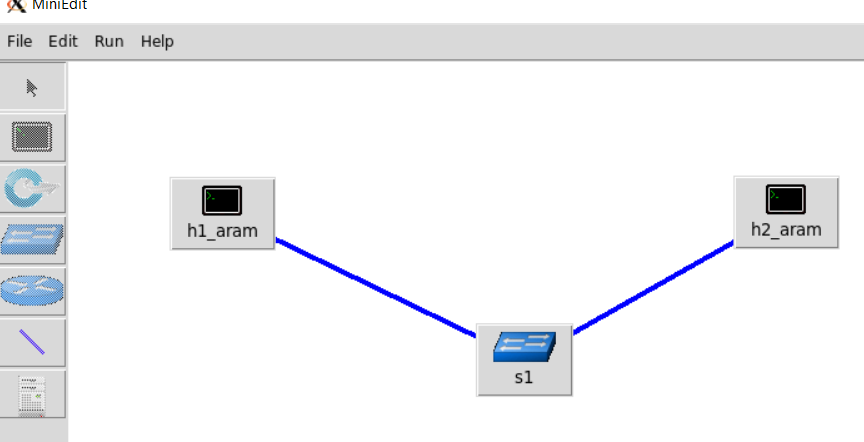 MiniEdit
File Edit Run Help
h1_aram
h2_aram
s1